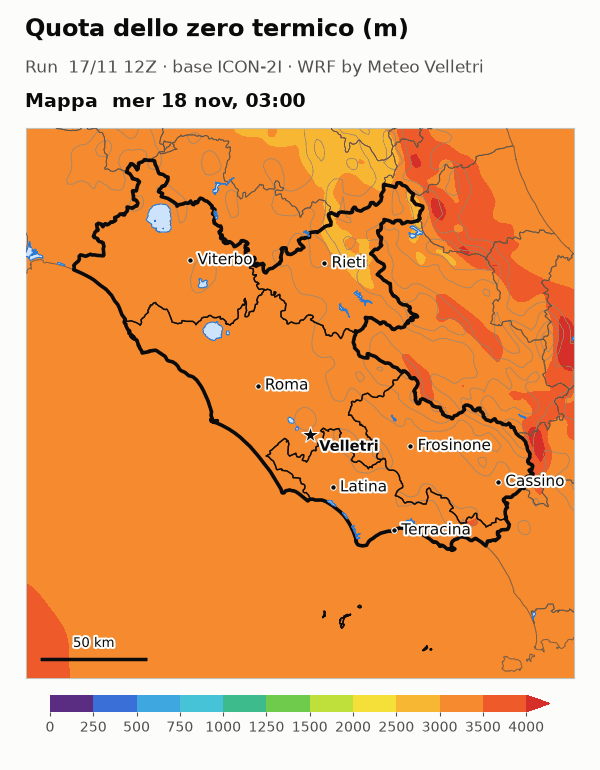 Quota dello zero termico (m)
Run  17/11 12Z · base ICON-2I · WRF by Meteo Velletri
Mappa  mer 18 nov, 03:00
Viterbo
Rieti
Roma
Velletri
Frosinone
Latina
Cassino
Terracina
50 km
0 250 500 750 1000 1250 1500 2000 2500 3000 3500 4000